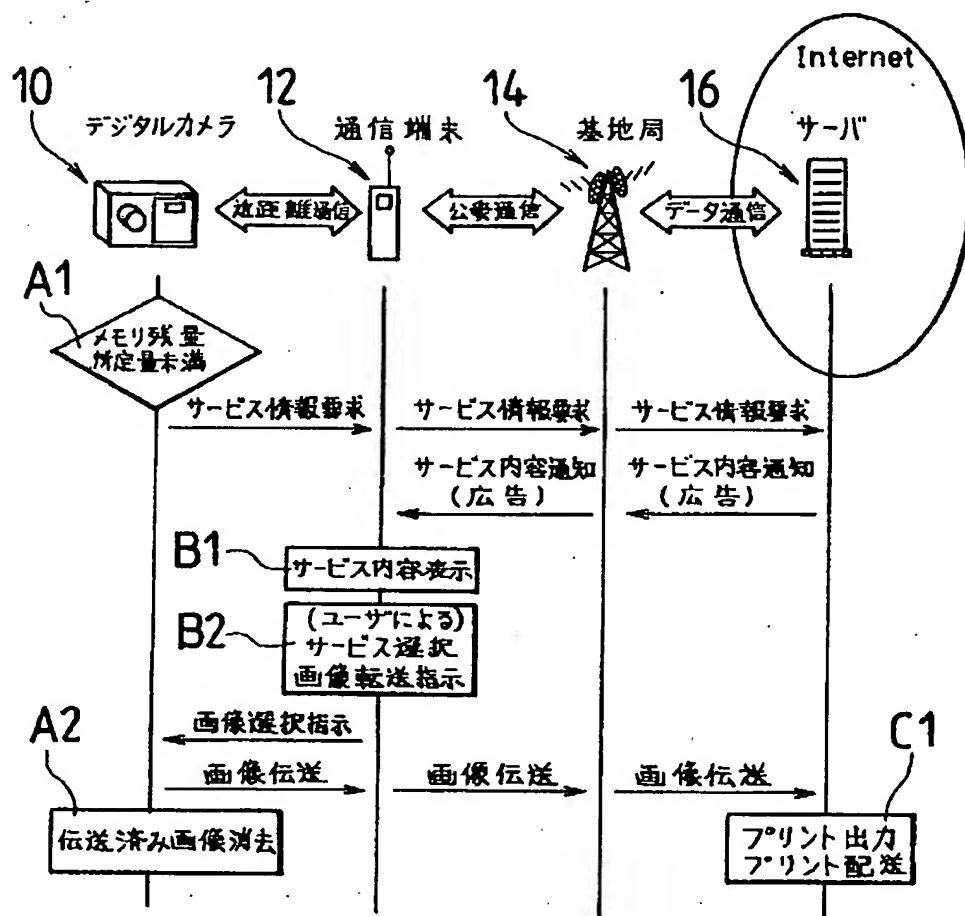 Internet
10
12
14
16
デジタルカメラ
通信端末
基地局
サーバ
近距離通信
公衆通信
データ通信
A1
メモリ残量
所定量未満
サービス情報要求
サービス情報要求
サービス情報要求
サービス内容通知
(広告)
サービス内容通知
(広告)
B1
サービス内容表示
B2
(ユーザによる)
サービス選択
画像転送指示
画像選択指示
A2
C1
画像伝送
画像伝送
画像伝送
伝送済み画像消去
プリント出力
プリント配送